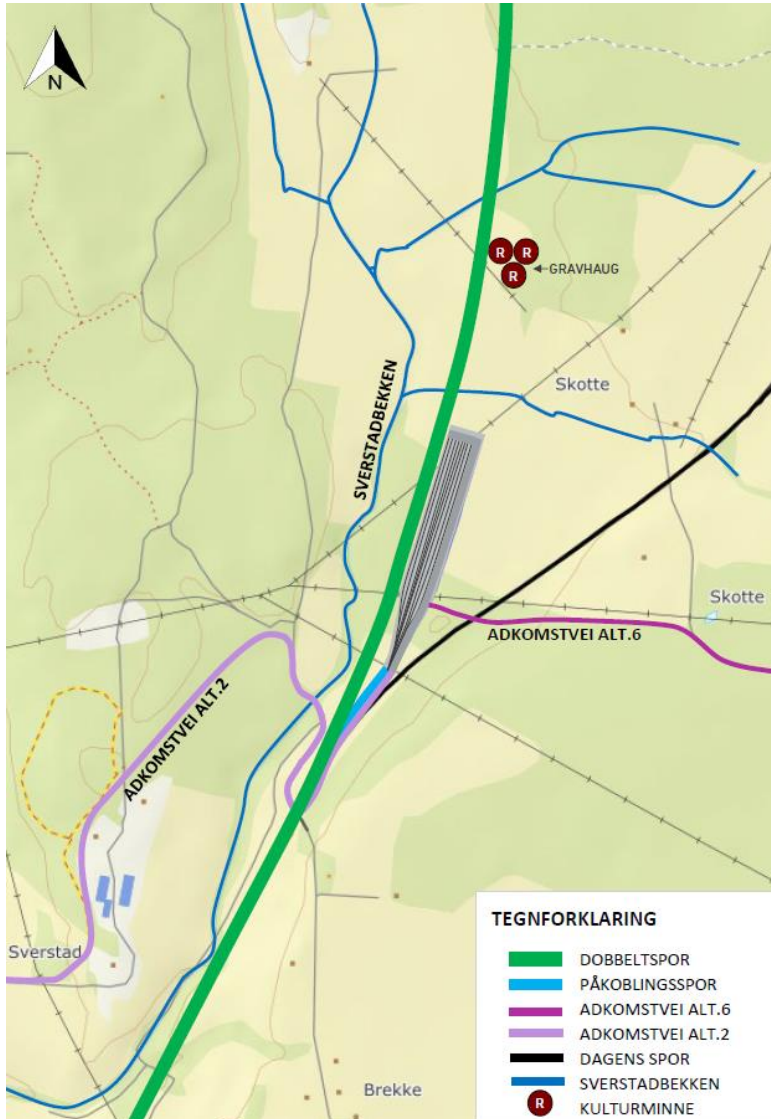 N
R R
R
GRAVHAUG
SVERSTADBEKKEN
Skotte
Skotte
ADKOMSTVEI ALT.6
ADKOMSTVEI ALT.2
Sverstad
Brekke
TEGNFORKLARING
DOBBELTSPOR
PÅKOBLINGSSPOR
ADKOMSTVEI ALT.6
ADKOMSTVEI ALT.2
DAGENS SPOR
SVERSTADBEKKEN
R KULTURMINNE